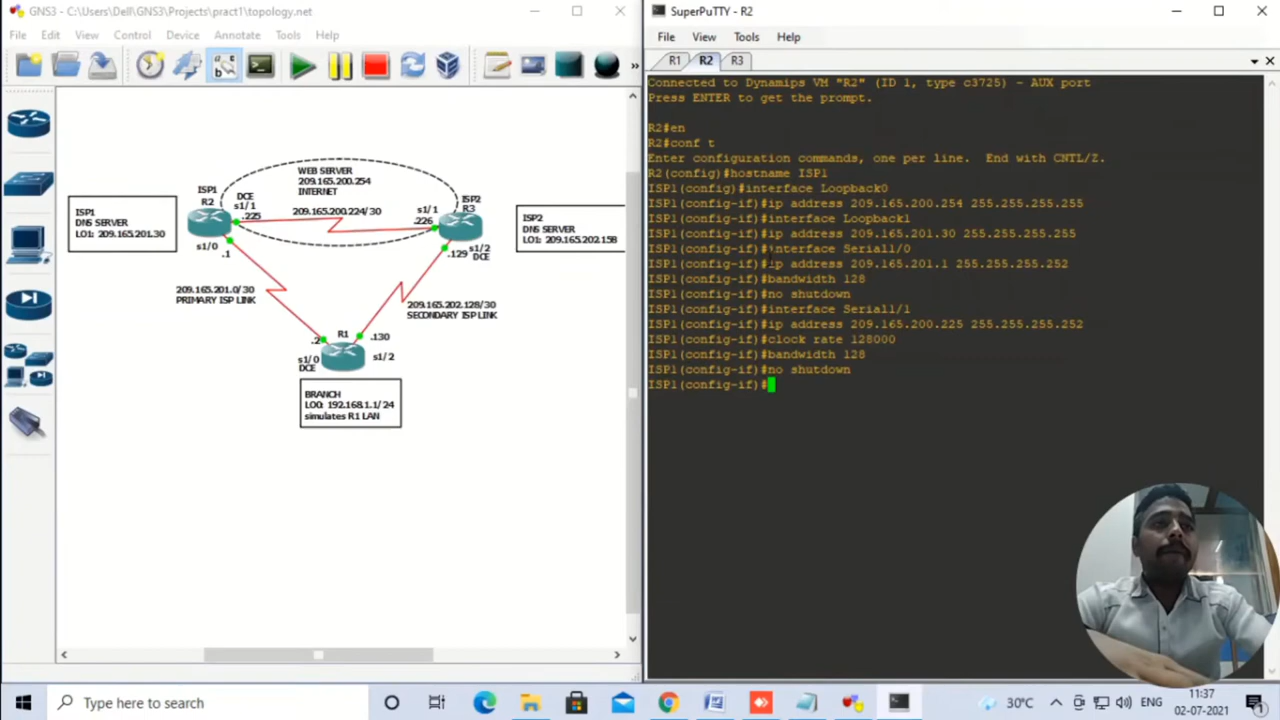 GNS3 - C:\Users\Dell\GNS3\Projects\pract1\topology.net
File Edit View Control Device Annotate Tools Help
»
WEB SERVER
209.165.200.254
INTERNET
ISP1
R2
DCE
s1/1
.225
209.165.200.224/30
s1/1
.226
ISP2
R3
ISP1
DNS SERVER
LO1: 209.165.201.30
ISP2
DNS SERVER
LO1: 209.165.202.158
s1/0
.1
.129
s1/2
DCE
209.165.201.0/30
PRIMARY ISP LINK
209.165.202.128/30
SECONDARY ISP LINK
R1
.2
.130
s1/0
DCE
s1/2
BRANCH
LO0: 192.168.1.1/24
simulates R1 LAN
SuperPuTTY - R2
File View Tools Help
R1 R2 R3
Connected to Dynamips VM "R2" (ID 1, type c3725) - AUX port
Press ENTER to get the prompt.
R2#en
R2#conf t
Enter configuration commands, one per line.  End with CNTL/Z.
R2(config)#hostname ISP1
ISP1(config)#interface Loopback0
ISP1(config-if)#ip address 209.165.200.254 255.255.255.255
ISP1(config-if)#interface Loopback1
ISP1(config-if)#ip address 209.165.201.30 255.255.255.255
ISP1(config-if)#interface Serial1/0
ISP1(config-if)#ip address 209.165.201.1 255.255.255.252
ISP1(config-if)#bandwidth 128
ISP1(config-if)#no shutdown
ISP1(config-if)#interface Serial1/1
ISP1(config-if)#ip address 209.165.200.225 255.255.255.252
ISP1(config-if)#clock rate 128000
ISP1(config-if)#bandwidth 128
ISP1(config-if)#no shutdown
ISP1(config-if)#
Type here to search
30°C
ENG
11:37
02-07-2021
1